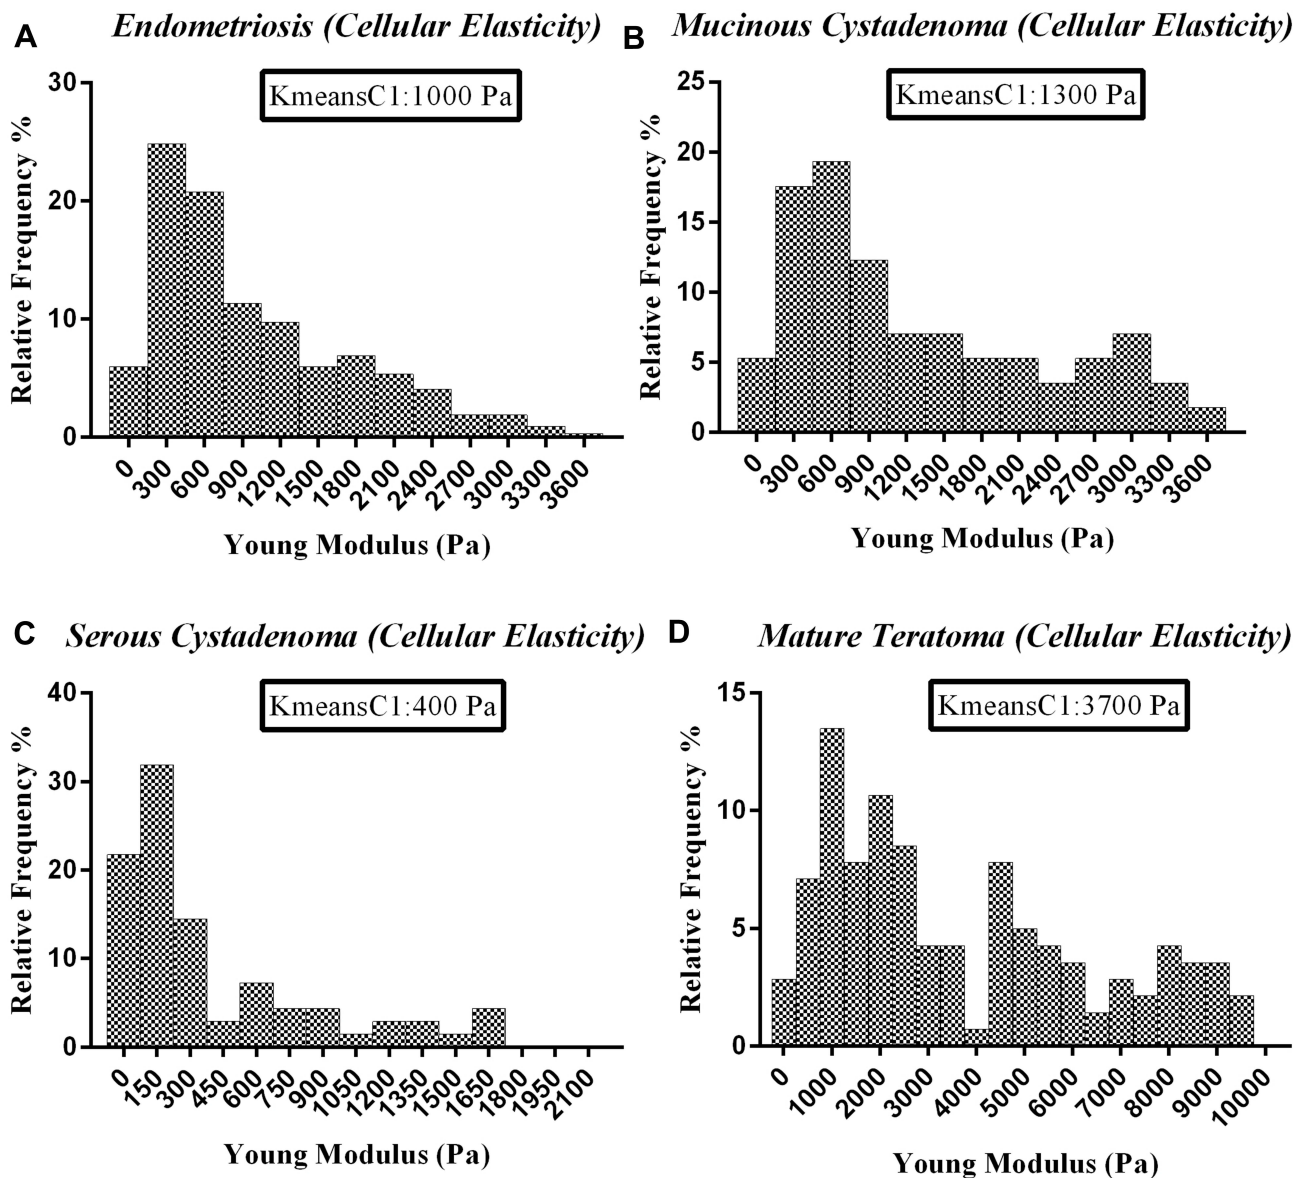 A
Endometriosis (Cellular Elasticity)
KmeansC1:1000 Pa
Relative Frequency %
30
20
10
0
0 300 600 900 1200 1500 1800 2100 2400 2700 3000 3300 3600
Young Modulus (Pa)
B
Mucinous Cystadenoma (Cellular Elasticity)
KmeansC1:1300 Pa
Relative Frequency %
25
20
15
10
5
0
0 300 600 900 1200 1500 1800 2100 2400 2700 3000 3300 3600
Young Modulus (Pa)
C
Serous Cystadenoma (Cellular Elasticity)
KmeansC1:400 Pa
Relative Frequency %
40
30
20
10
0
0 150 300 450 600 750 900 1050 1200 1350 1500 1650 1800 1950 2100
Young Modulus (Pa)
D
Mature Teratoma (Cellular Elasticity)
KmeansC1:3700 Pa
Relative Frequency %
15
10
5
0
0 1000 2000 3000 4000 5000 6000 7000 8000 9000 10000
Young Modulus (Pa)